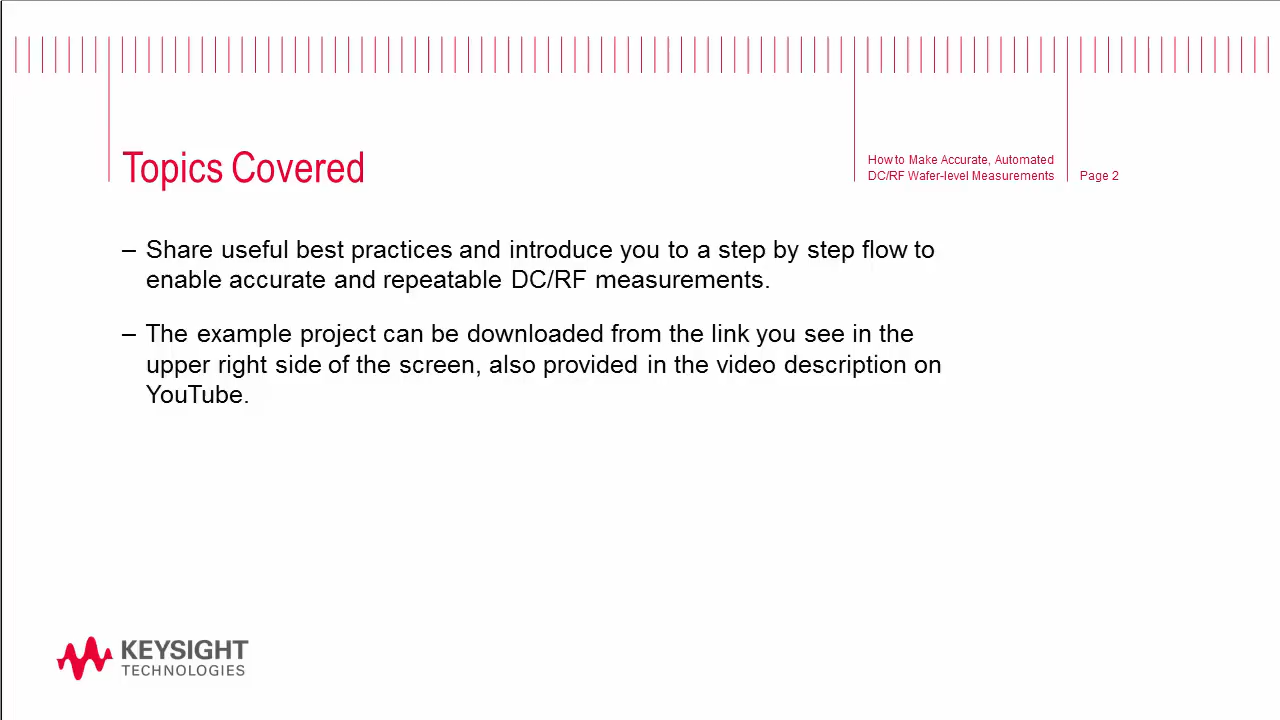 How to Make Accurate, Automated
DC/RF Wafer-level Measurements
Page 2
Topics Covered
– Share useful best practices and introduce you to a step by step flow to
enable accurate and repeatable DC/RF measurements.
– The example project can be downloaded from the link you see in the
upper right side of the screen, also provided in the video description on
YouTube.
KEYSIGHT
TECHNOLOGIES